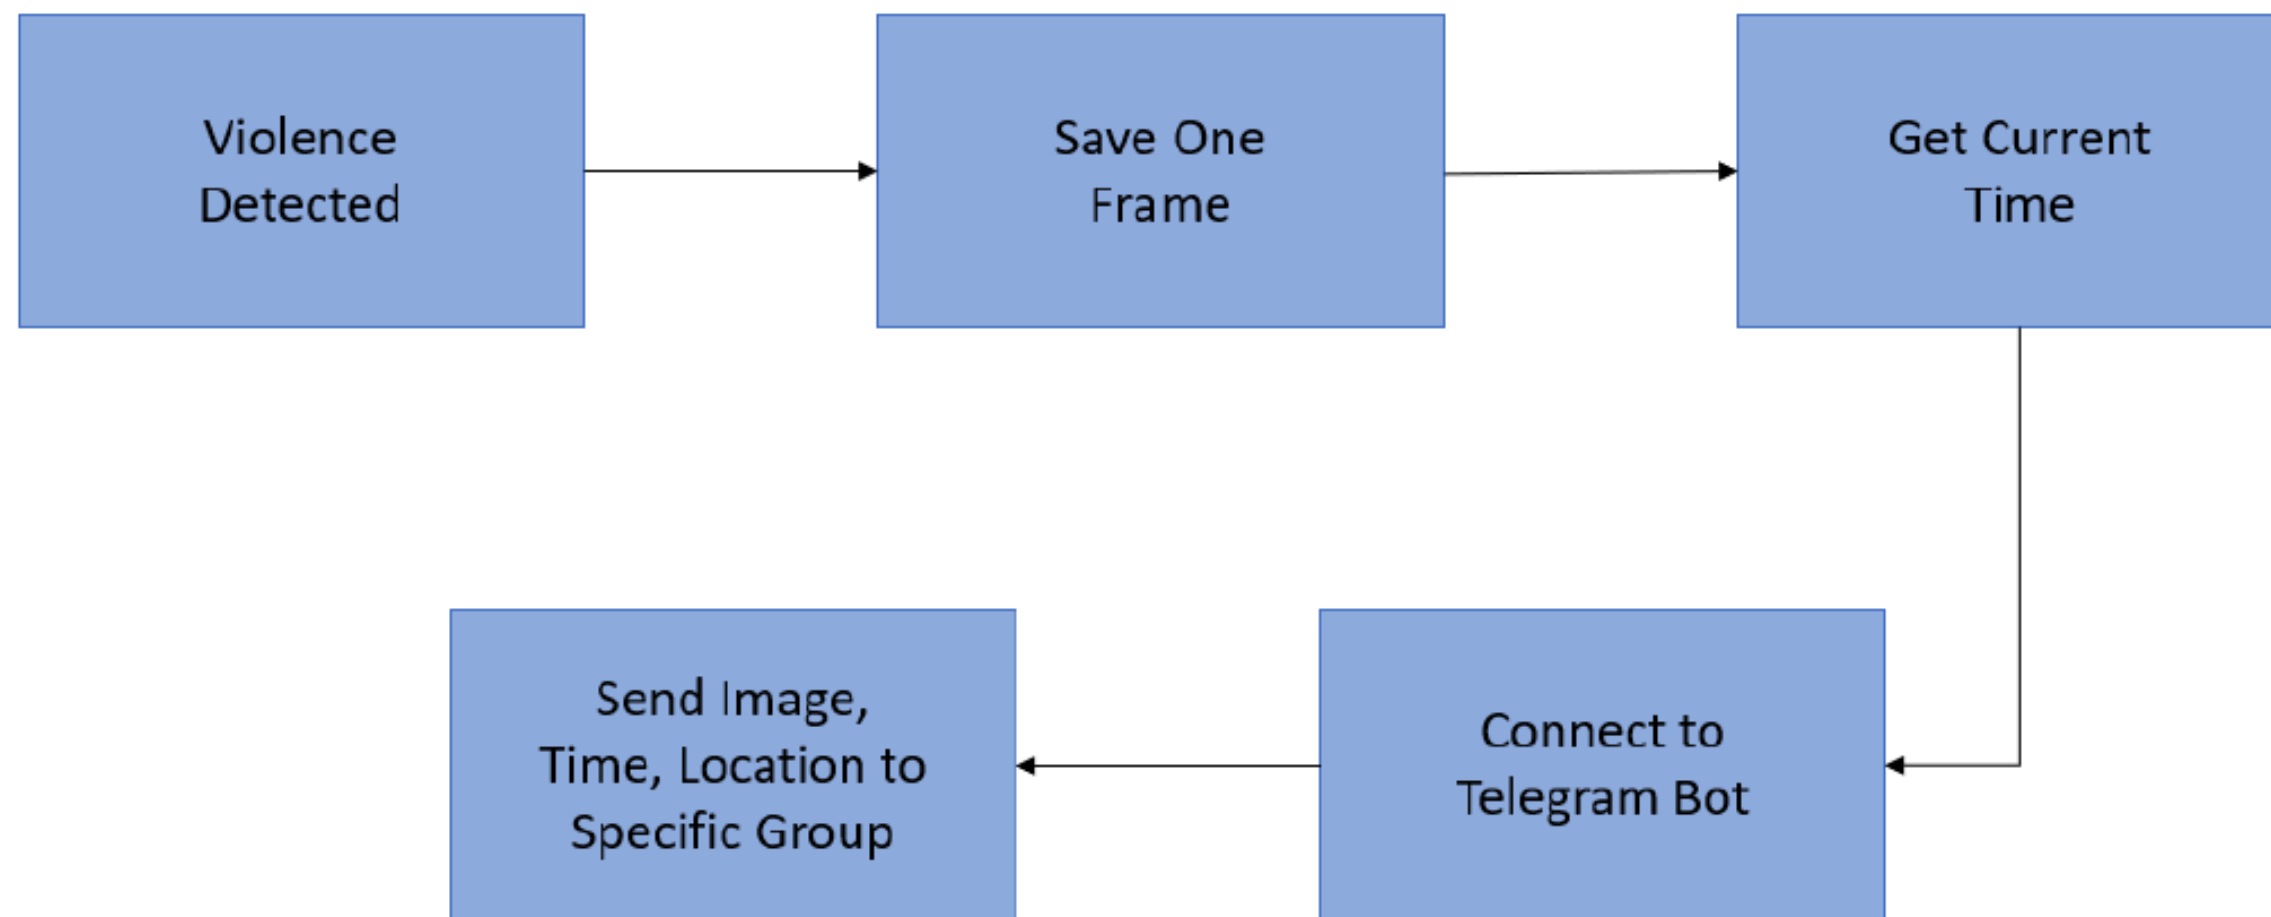 Violence
Detected
Save One
Frame
Get Current
Time
Send Image,
Time, Location to
Specific Group
Connect to
Telegram Bot